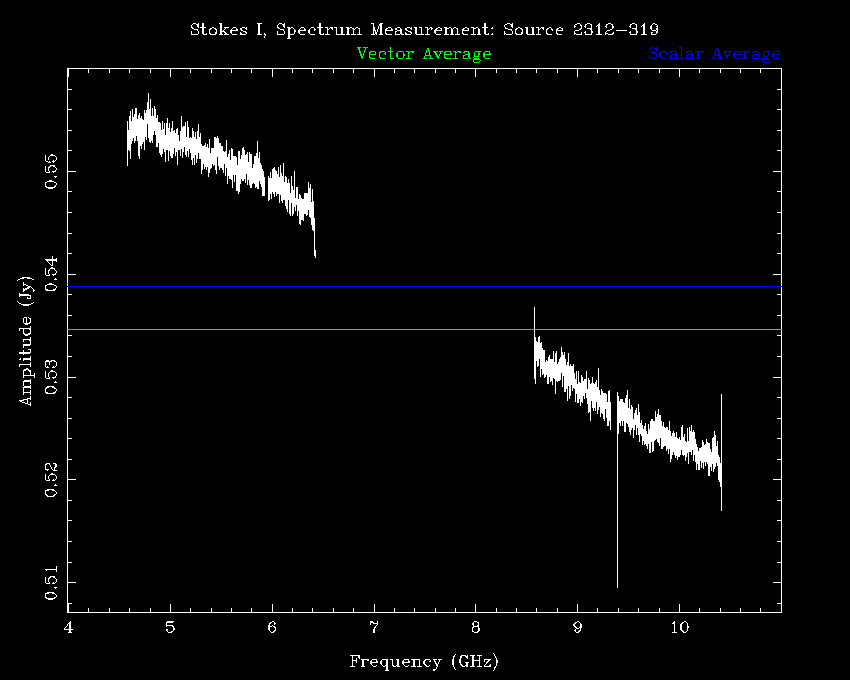 Stokes I, Spectrum Measurement: Source 2312-319
Vector Average
Scalar Average
0.55
0.54
0.53
0.52
0.51
Amplitude (Jy)
4 5 6 7 8 9 10
Frequency (GHz)